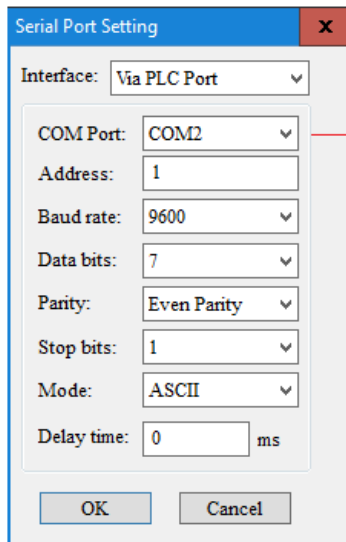 Serial Port Setting x
Interface: Via PLC Port
COM Port: COM2
Address: 1
Baud rate: 9600
Data bits: 7
Parity: Even Parity
Stop bits: 1
Mode: ASCII
Delay time: 0 ms
OK Cancel